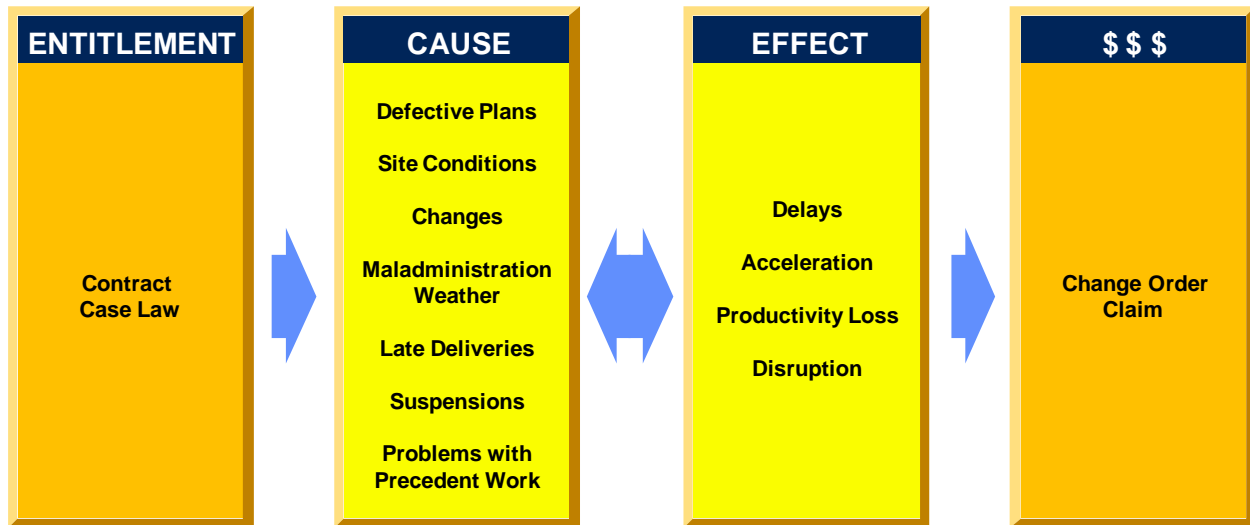 ENTITLEMENT
Contract
Case Law
CAUSE
Defective Plans
Site Conditions
Changes
Maladministration
Weather
Late Deliveries
Suspensions
Problems with
Precedent Work
EFFECT
Delays
Acceleration
Productivity Loss
Disruption
$ $ $
Change Order
Claim